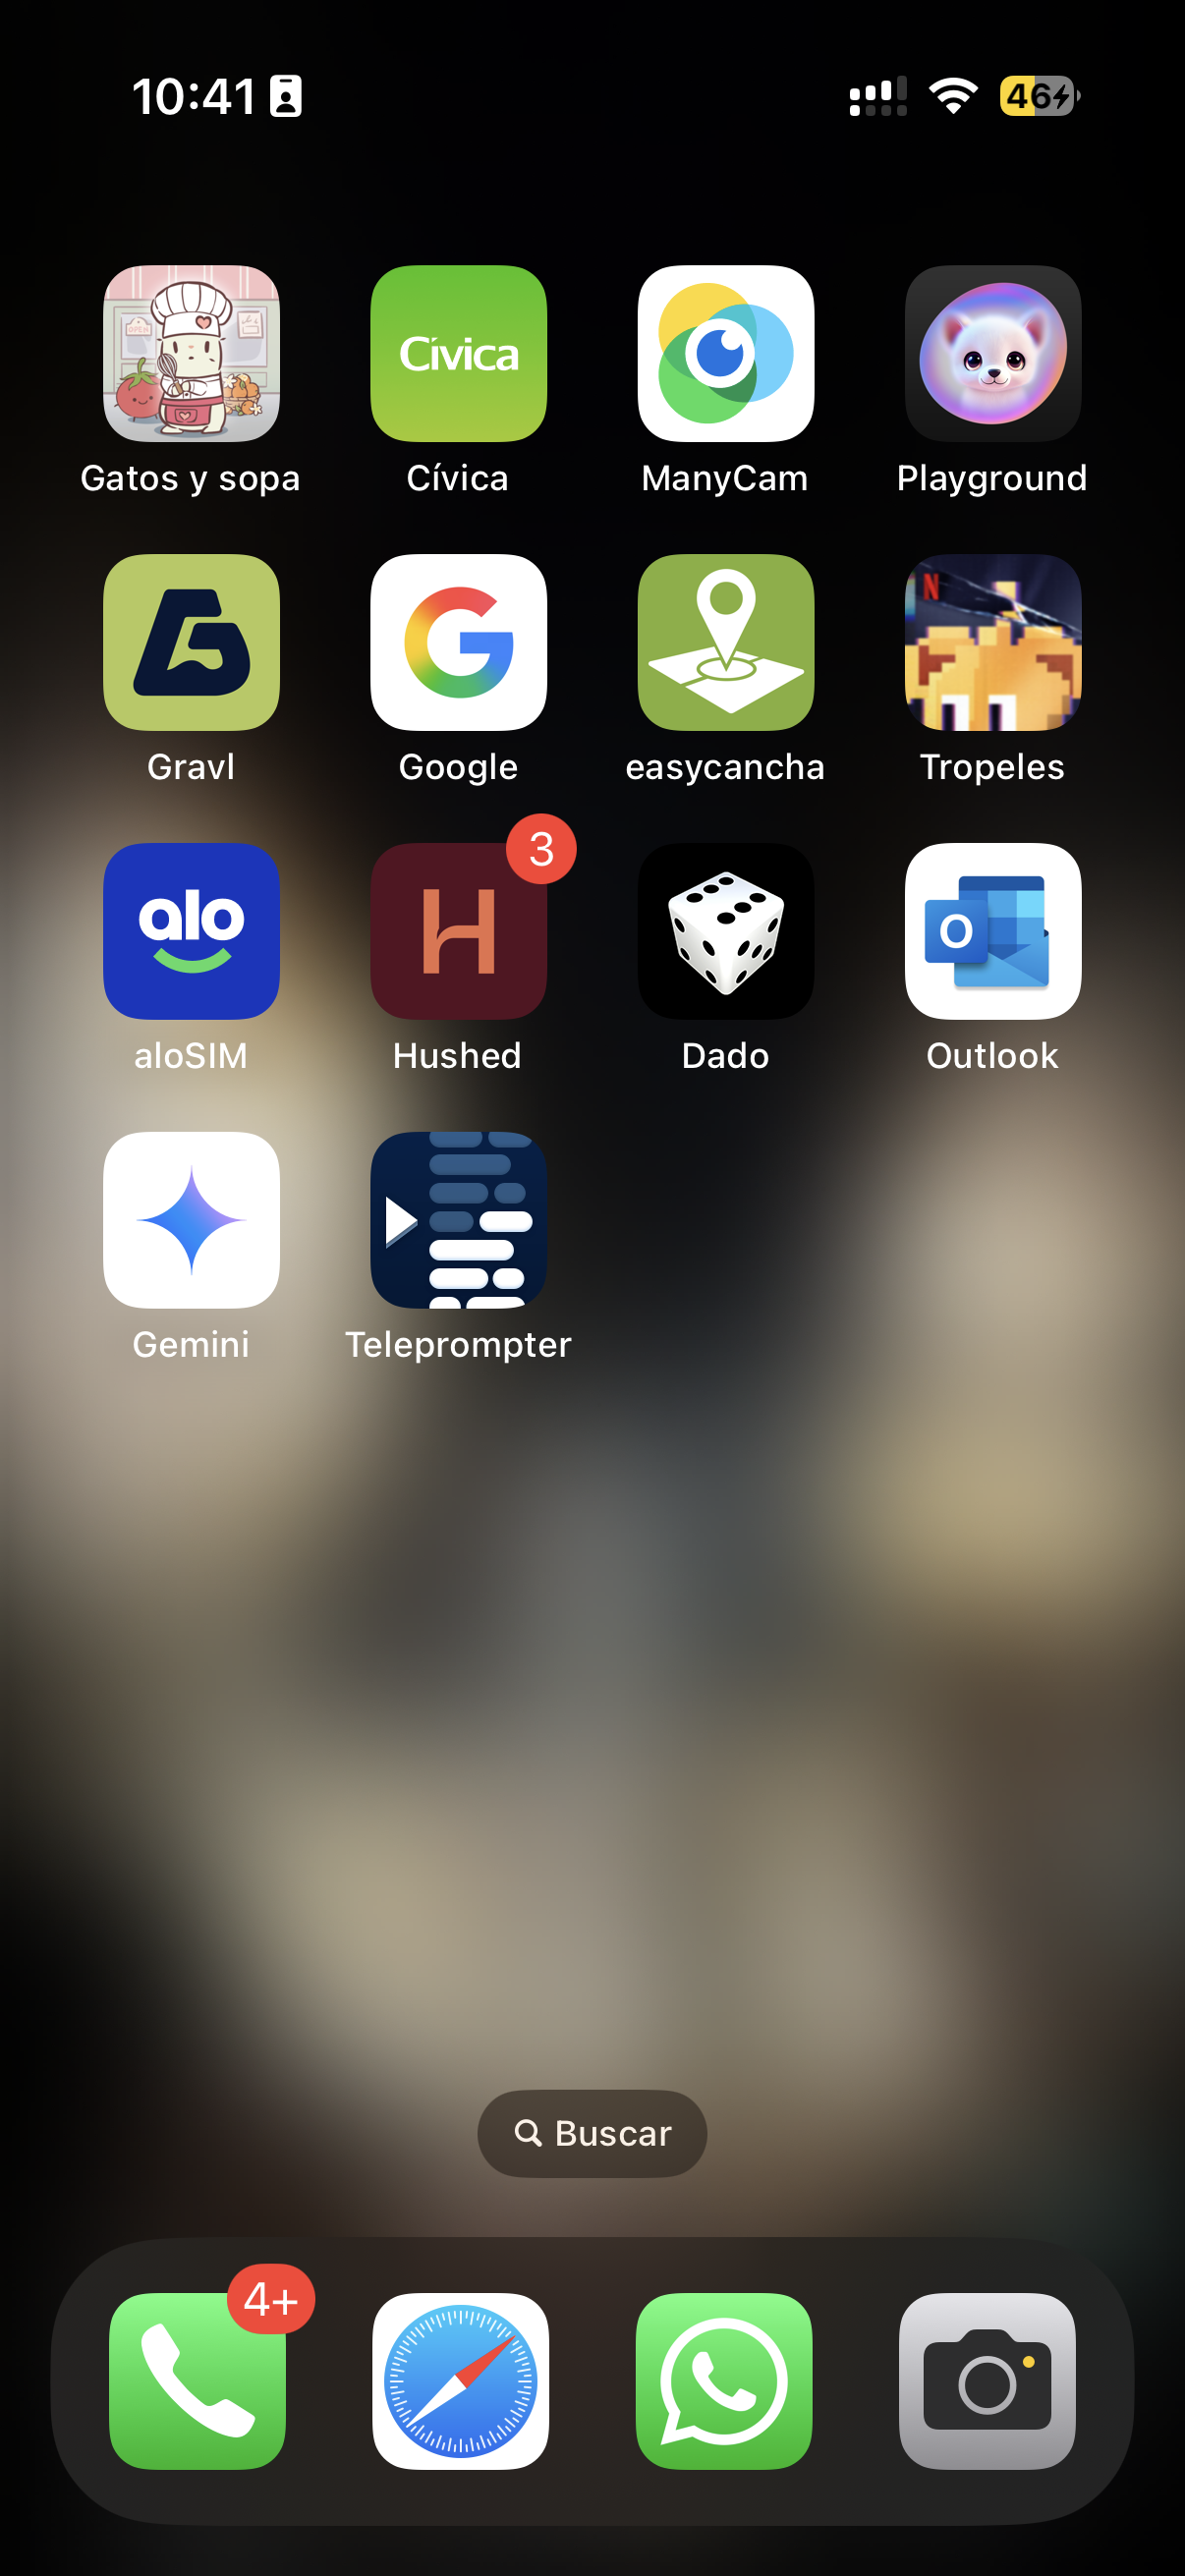 10:41
46
OPEN
Cívica
Gatos y sopa
Cívica
ManyCam
Playground
N
Gravl
Google
easycancha
Tropeles
alo
H
3
O
aloSIM
Hushed
Dado
Outlook
Gemini
Teleprompter
Buscar
4+